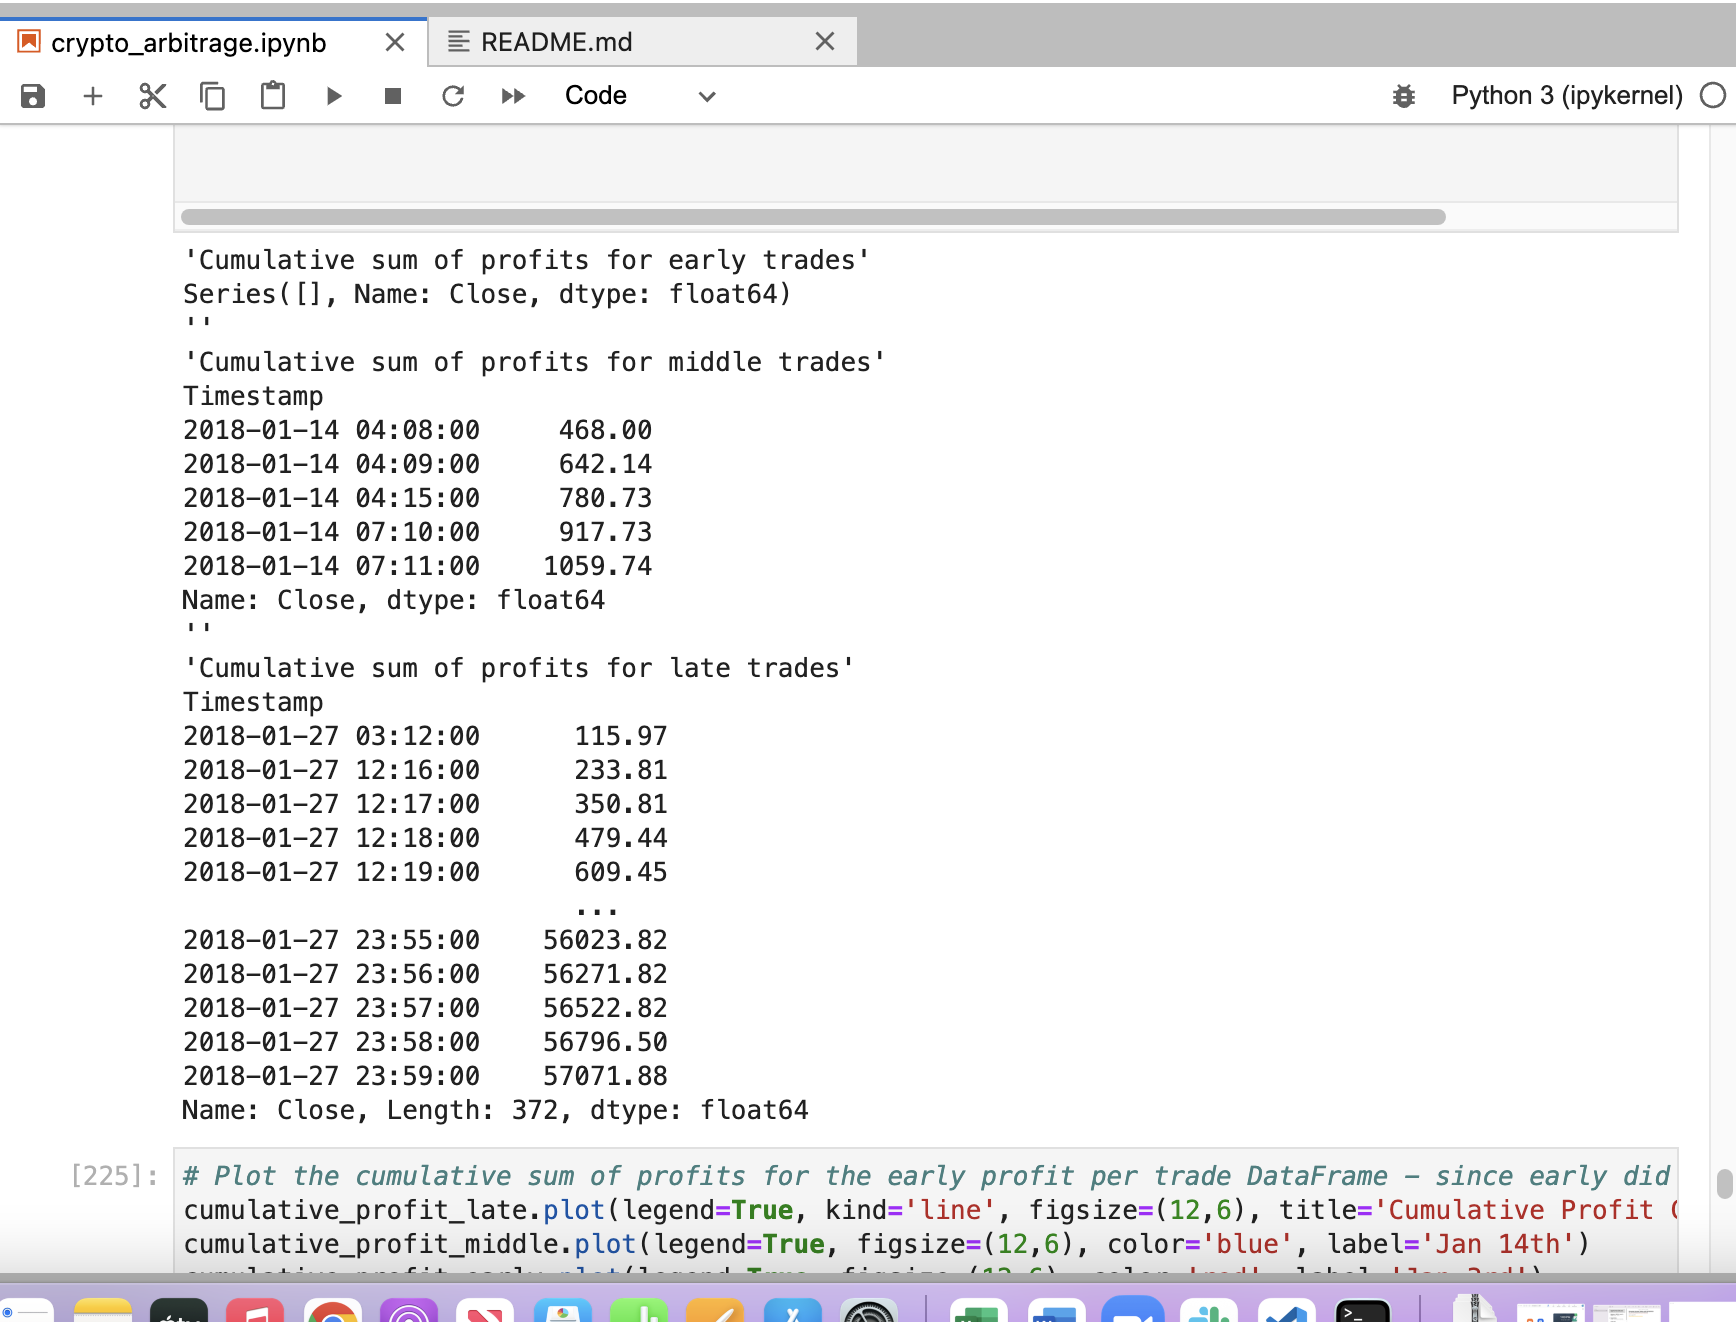 crypto_arbitrage.ipynb
README.md
Code
Python 3 (ipykernel)
'Cumulative sum of profits for early trades'
Series([], Name: Close, dtype: float64)
''
'Cumulative sum of profits for middle trades'
Timestamp
2018-01-14 04:08:00     468.00
2018-01-14 04:09:00     642.14
2018-01-14 04:15:00     780.73
2018-01-14 07:10:00     917.73
2018-01-14 07:11:00    1059.74
Name: Close, dtype: float64
''
'Cumulative sum of profits for late trades'
Timestamp
2018-01-27 03:12:00      115.97
2018-01-27 12:16:00      233.81
2018-01-27 12:17:00      350.81
2018-01-27 12:18:00      479.44
2018-01-27 12:19:00      609.45
...
2018-01-27 23:55:00    56023.82
2018-01-27 23:56:00    56271.82
2018-01-27 23:57:00    56522.82
2018-01-27 23:58:00    56796.50
2018-01-27 23:59:00    57071.88
Name: Close, Length: 372, dtype: float64
[225]:
# Plot the cumulative sum of profits for the early profit per trade DataFrame – since early did
cumulative_profit_late.plot(legend=True, kind='line', figsize=(12,6), title='Cumulative Profit
cumulative_profit_middle.plot(legend=True, figsize=(12,6), color='blue', label='Jan 14th')